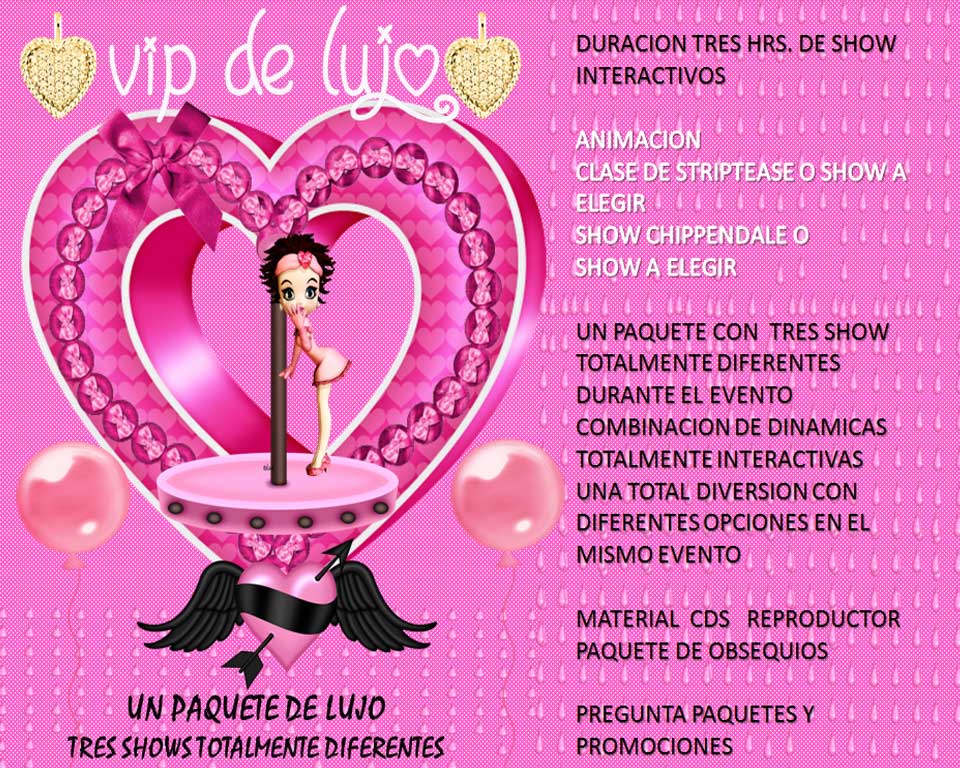 vip de lujo
DURACION TRES HRS. DE SHOW
INTERACTIVOS
ANIMACION
CLASE DE STRIPTEASE O SHOW A
ELEGIR
SHOW CHIPPENDALE O
SHOW A ELEGIR
UN PAQUETE CON TRES SHOW
TOTALMENTE DIFERENTES
DURANTE EL EVENTO
COMBINACION DE DINAMICAS
TOTALMENTE INTERACTIVAS
UNA TOTAL DIVERSION CON
DIFERENTES OPCIONES EN EL
MISMO EVENTO
MATERIAL CDS REPRODUCTOR
PAQUETE DE OBSEQUIOS
PREGUNTA PAQUETES Y
PROMOCIONES
UN PAQUETE DE LUJO
TRES SHOWS TOTALMENTE DIFERENTES